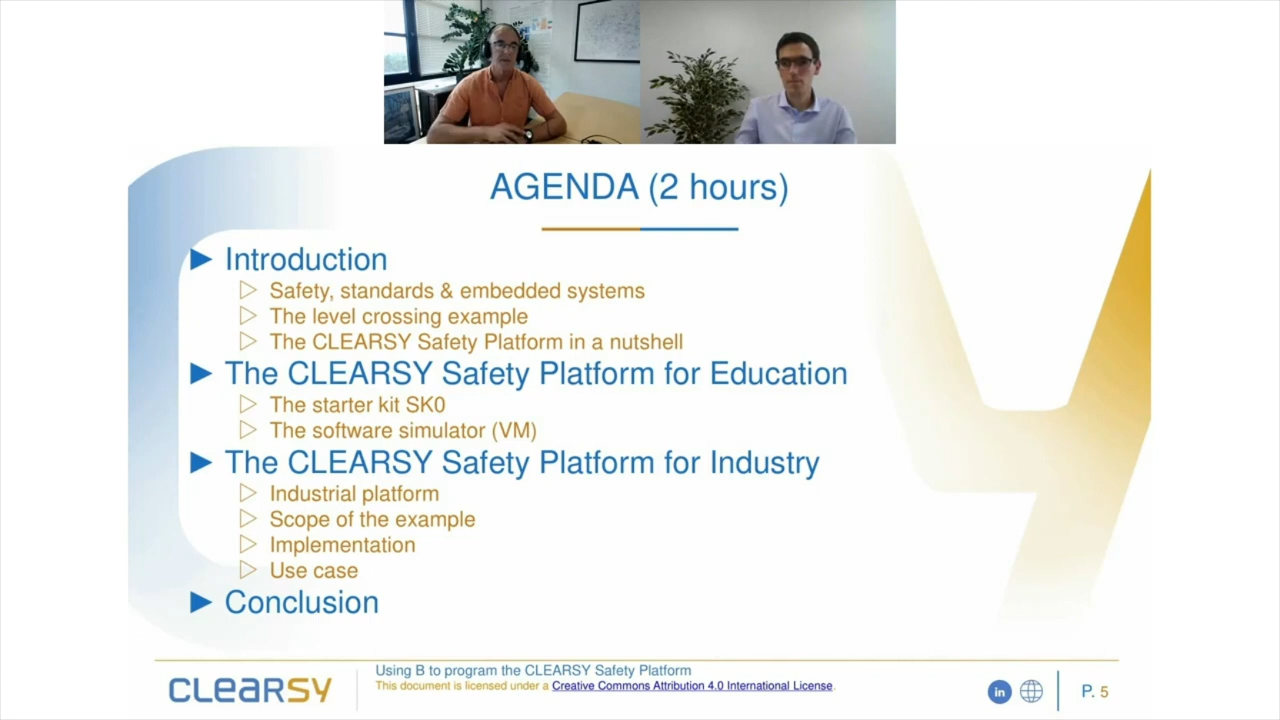 AGENDA (2 hours)
Introduction
Safety, standards & embedded systems
The level crossing example
The CLEARSY Safety Platform in a nutshell
The CLEARSY Safety Platform for Education
The starter kit SK0
The software simulator (VM)
The CLEARSY Safety Platform for Industry
Industrial platform
Scope of the example
Implementation
Use case
Conclusion
CLEARSY
Using B to program the CLEARSY Safety Platform
This document is licensed under a Creative Commons Attribution 4.0 International License.
in
P. 5